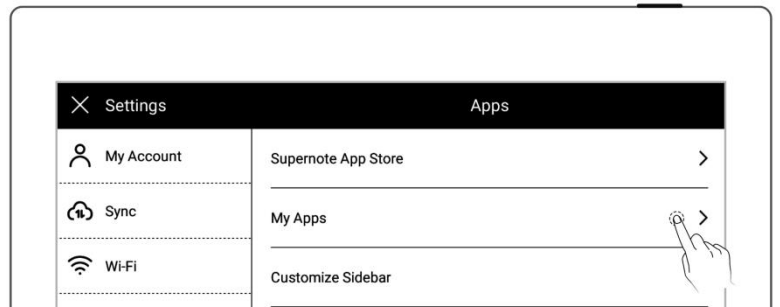 Settings
Apps
My Account
Supernote App Store
Sync
My Apps
Wi-Fi
Customize Sidebar